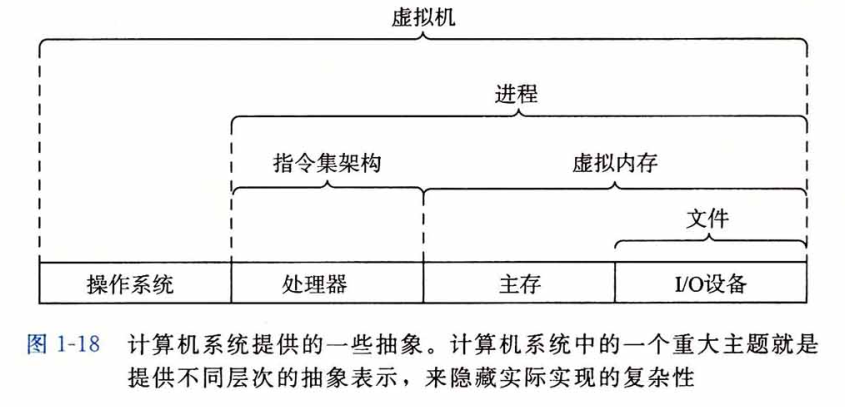 虚拟机
进程
指令集架构
虚拟内存
文件
操作系统
处理器
主存
I/O设备
图 1-18 计算机系统提供的一些抽象。计算机系统中的一个重大主题就是
提供不同层次的抽象表示，来隐藏实际实现的复杂性